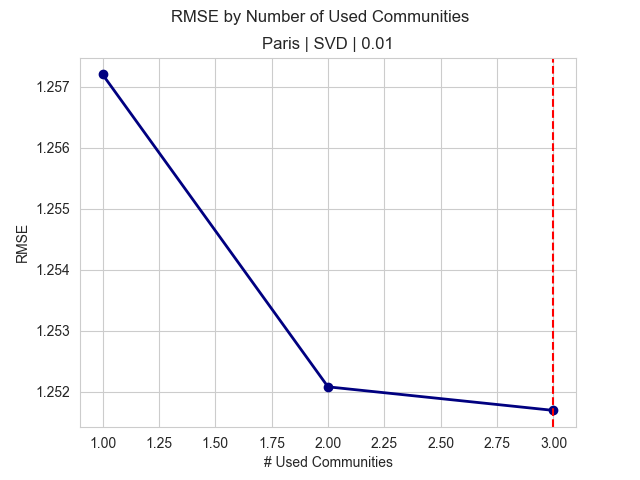 RMSE by Number of Used Communities
Paris | SVD | 0.01
1.257
1.256
1.255
1.254
1.253
1.252
RMSE
1.00 1.25 1.50 1.75 2.00 2.25 2.50 2.75 3.00
# Used Communities